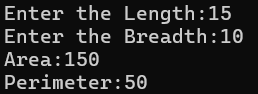 Enter the Length:15
Enter the Breadth:10
Area:150
Perimeter:50